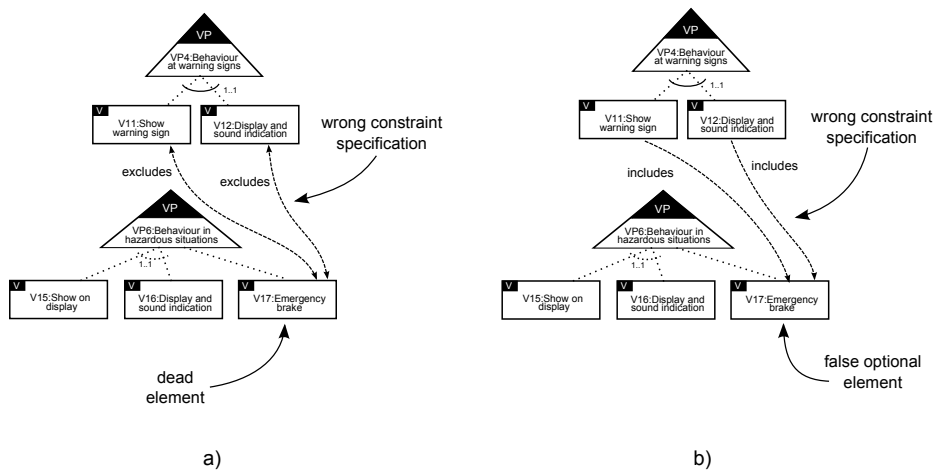 VP
VP4:Behaviour
at warning signs
1..1
V
V11:Show
warning sign
V
V12:Display and
sound indication
wrong constraint
specification
excludes
excludes
VP
VP6:Behaviour in
hazardous situations
1..1
V
V15:Show on
display
V
V16:Display and
sound indication
V
V17:Emergency
brake
dead
element
a)
VP
VP4:Behaviour
at warning signs
1..1
V
V11:Show
warning sign
V
V12:Display and
sound indication
wrong constraint
specification
includes
includes
VP
VP6:Behaviour in
hazardous situations
1..1
V
V15:Show on
display
V
V16:Display and
sound indication
V
V17:Emergency
brake
false optional
element
b)